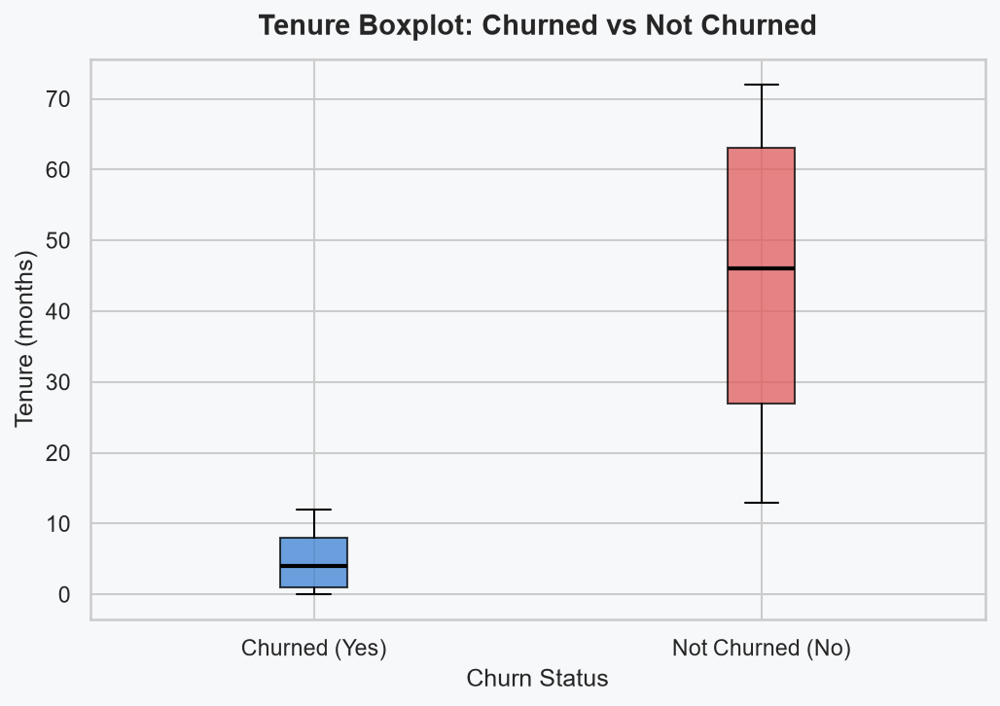 Tenure Boxplot: Churned vs Not Churned
Tenure (months)
70
60
50
40
30
20
10
0
Churned (Yes)
Not Churned (No)
Churn Status